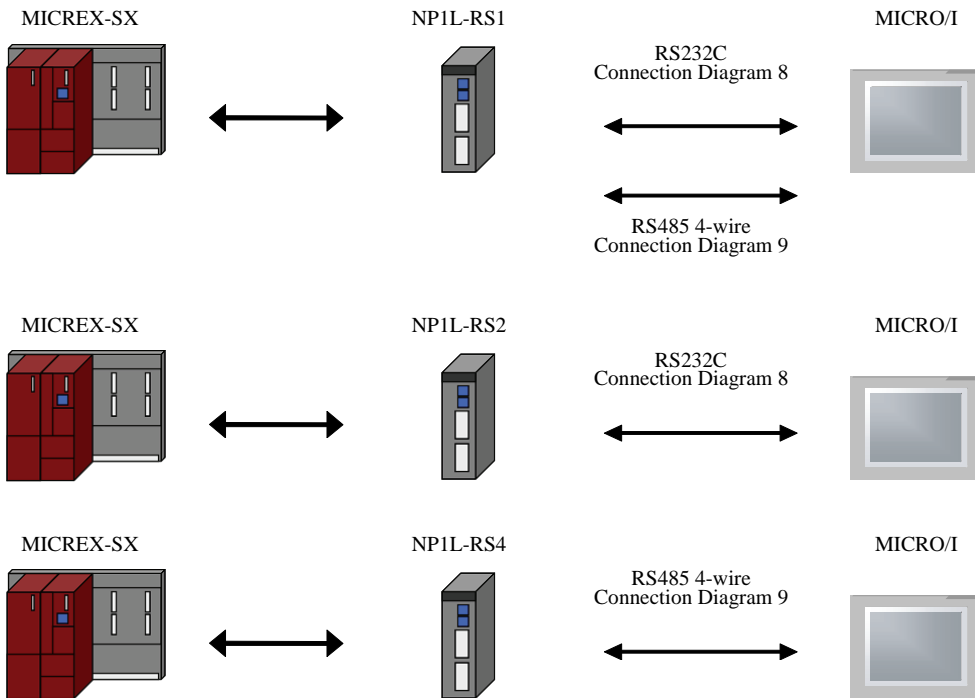 MICREX-SX
NP1L-RS1
MICRO/I
RS232C
Connection Diagram 8
RS485 4-wire
Connection Diagram 9
MICREX-SX
NP1L-RS2
MICRO/I
RS232C
Connection Diagram 8
MICREX-SX
NP1L-RS4
MICRO/I
RS485 4-wire
Connection Diagram 9